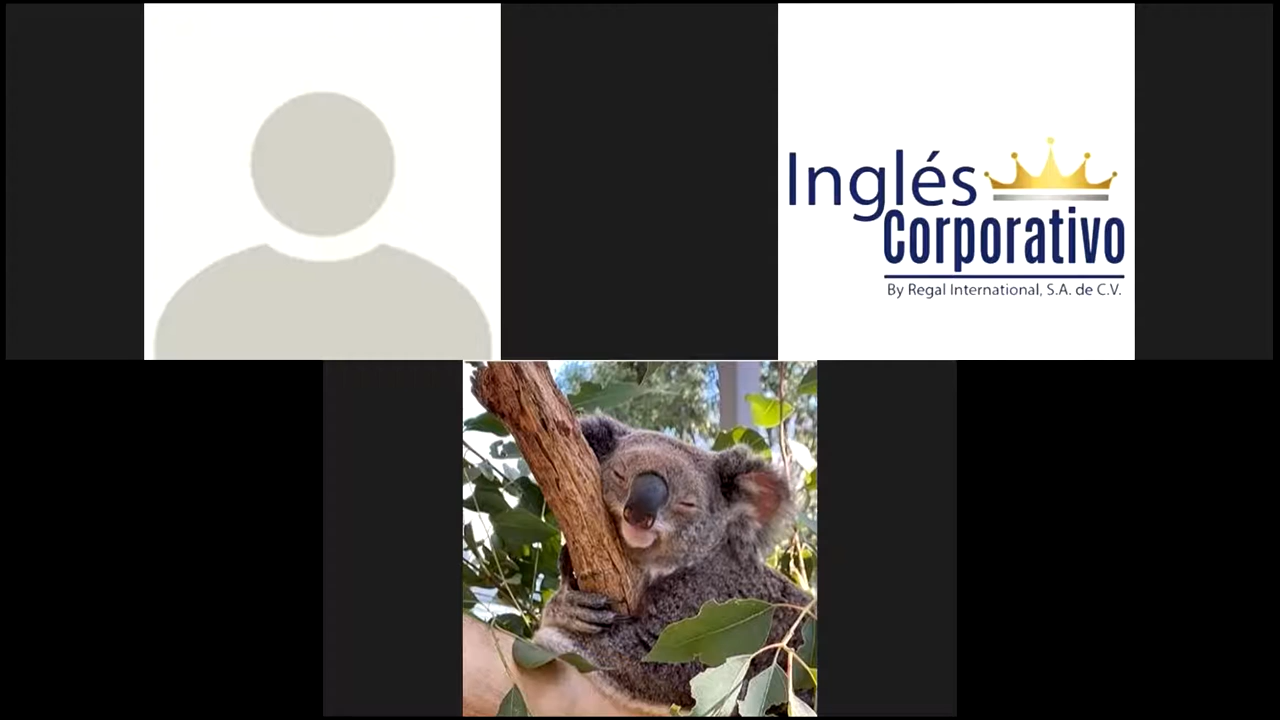 Inglés
Corporativo
By Regal International, S.A. de C.V.